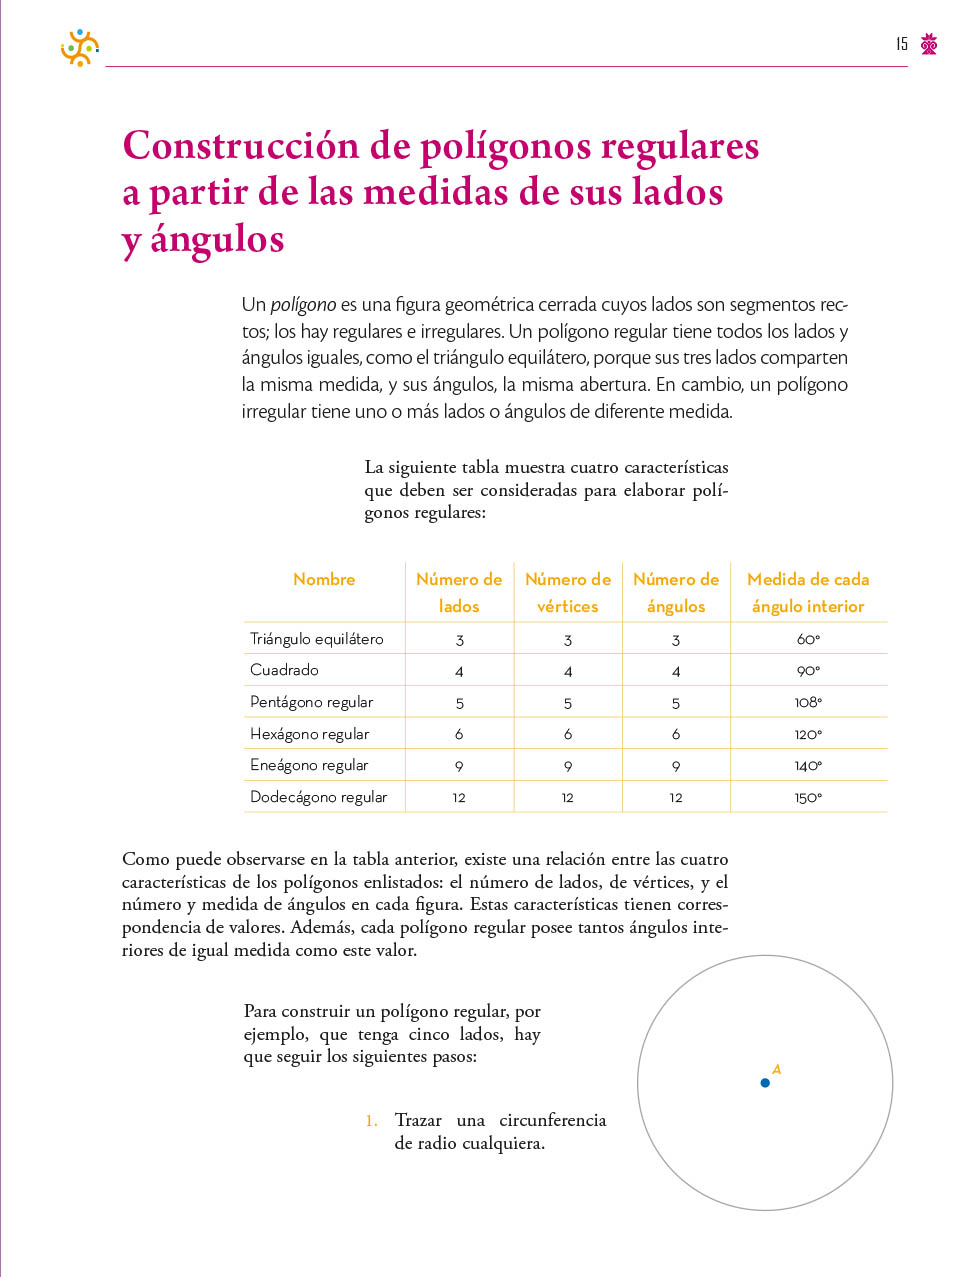 15
Construcción de polígonos regulares
a partir de las medidas de sus lados
y ángulos
Un polígono es una figura geométrica cerrada cuyos lados son segmentos rec-
tos; los hay regulares e irregulares. Un polígono regular tiene todos los lados y
ángulos iguales, como el triángulo equilátero, porque sus tres lados comparten
la misma medida, y sus ángulos, la misma abertura. En cambio, un polígono
irregular tiene uno o más lados o ángulos de diferente medida.
La siguiente tabla muestra cuatro características
que deben ser consideradas para elaborar polí-
gonos regulares:
Nombre Número de lados Número de vértices Número de ángulos Medida de cada ángulo interior
Triángulo equilátero 3 3 3 60°
Cuadrado 4 4 4 90°
Pentágono regular 5 5 5 108°
Hexágono regular 6 6 6 120°
Eneágono regular 9 9 9 140°
Dodecágono regular 12 12 12 150°
Como puede observarse en la tabla anterior, existe una relación entre las cuatro
características de los polígonos enlistados: el número de lados, de vértices, y el
número y medida de ángulos en cada figura. Estas características tienen corres-
pondencia de valores. Además, cada polígono regular posee tantos ángulos inte-
riores de igual medida como este valor.
Para construir un polígono regular, por
ejemplo, que tenga cinco lados, hay
que seguir los siguientes pasos:
A
1. Trazar una circunferencia
de radio cualquiera.